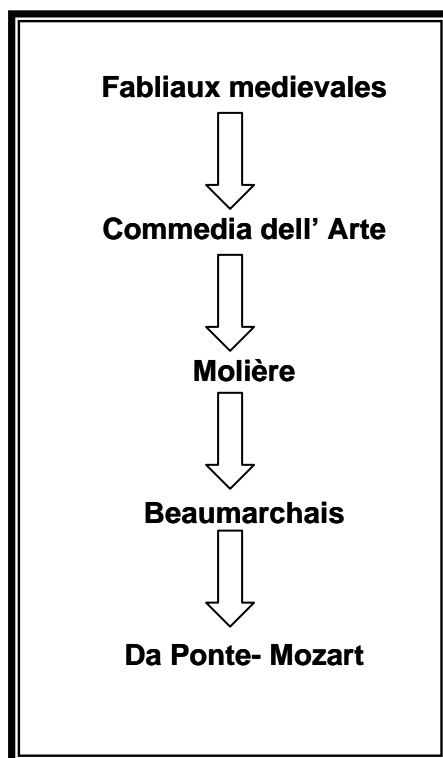 Fabliaux medievales
Commedia dell’ Arte
Molière
Beaumarchais
Da Ponte- Mozart